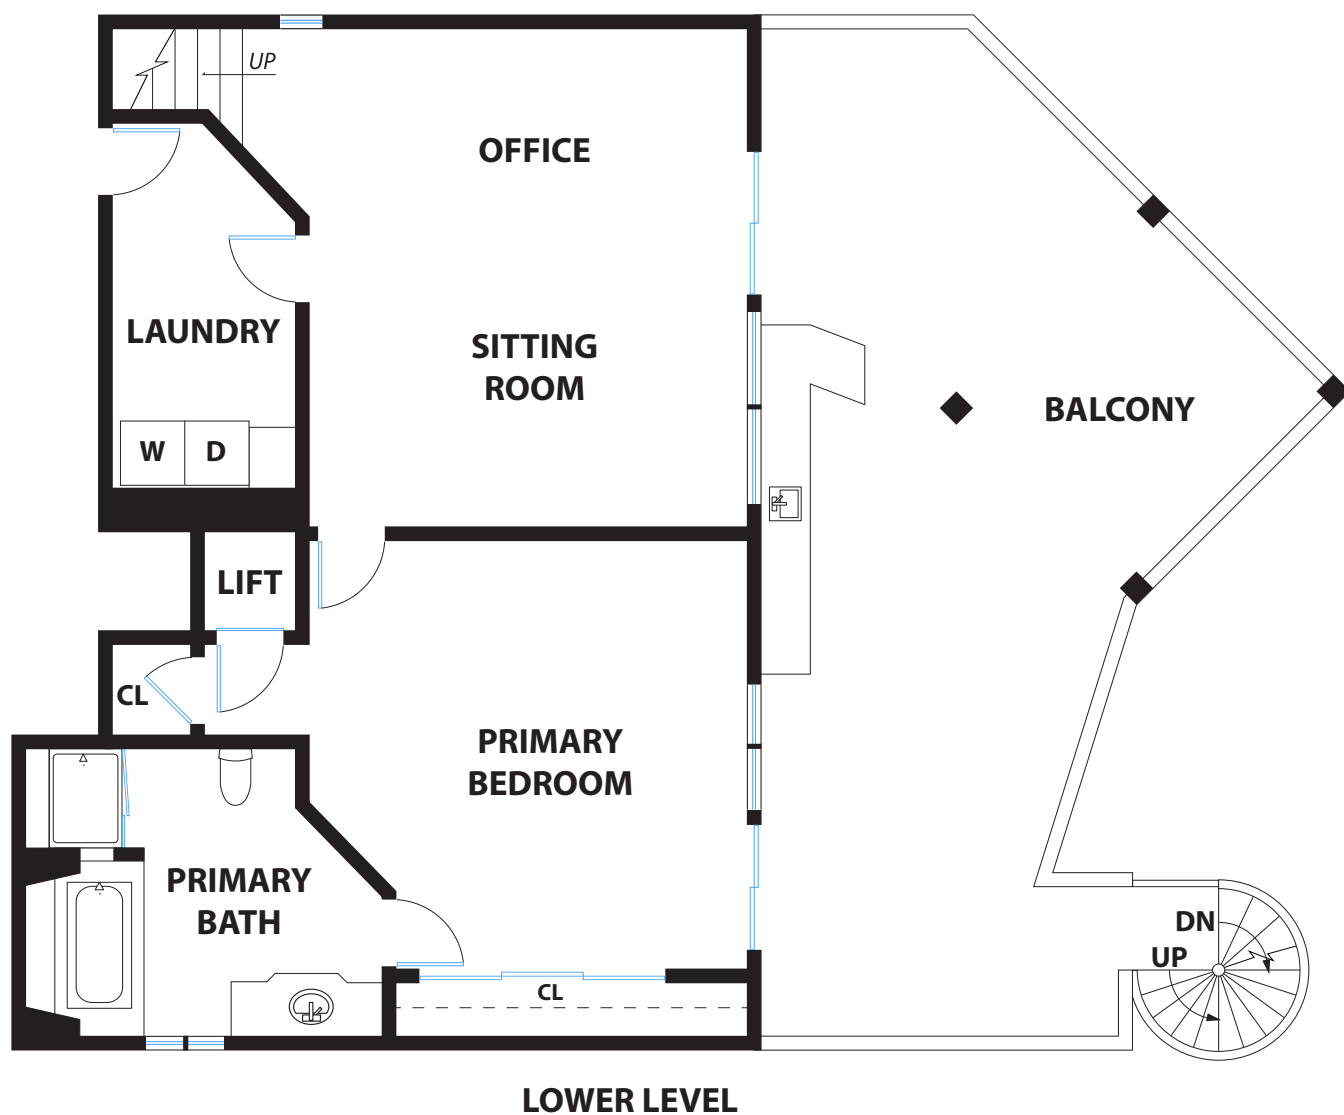 UP
OFFICE
LAUNDRY
SITTING
ROOM
BALCONY
W
D
LIFT
CL
PRIMARY
BEDROOM
PRIMARY
BATH
DN
UP
CL
LOWER LEVEL